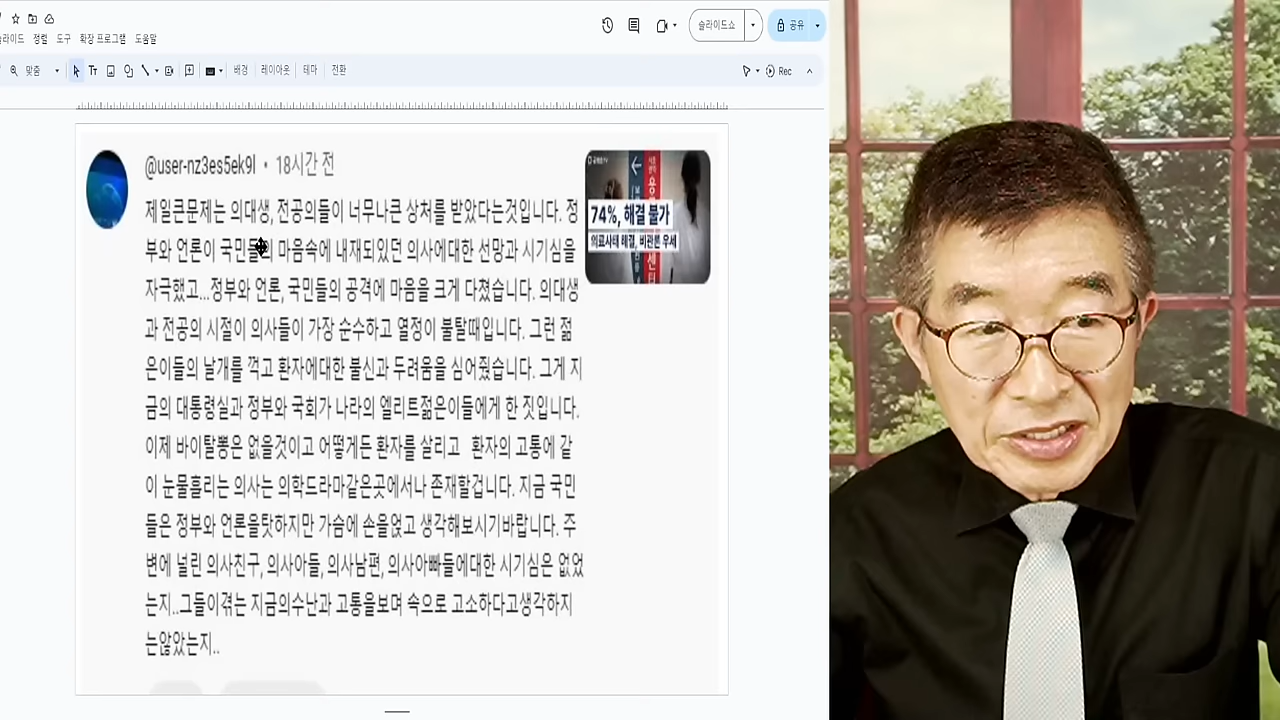 라이드 정렬 도구 확장 프로그램 도움말
슬라이드쇼
공유
맞춤
Tт
배경 레이아웃 테마 전환
Rec
@user-nz3es5ek9l • 18시간 전
제일큰문제는 의대생, 전공의들이 너무나큰 상처를 받았다는것입니다. 정
부와 언론이 국민들의 마음속에 내재되있던 의사에대한 선망과 시기심을
자극했고...정부와 언론, 국민들의 공격에 마음을 크게 다쳤습니다. 의대생
과 전공의 시절이 의사들이 가장 순수하고 열정이 불탈때입니다. 그런 젊
은이들의 날개를 꺽고 환자에대한 불신과 두려움을 심어줬습니다. 그게 지
금의 대통령실과 정부와 국회가 나라의 엘리트젊은이들에게 한 짓입니다.
이제 바이탈뽕은 없을것이고 어떻게든 환자를 살리고 환자의 고통에 같
이 눈물흘리는 의사는 의학드라마같은곳에서나 존재할겁니다. 지금 국민
들은 정부와 언론을탓하지만 가슴에 손을얹고 생각해보시기바랍니다. 주
변에 널린 의사친구, 의사아들, 의사남편, 의사아빠들에대한 시기심은 없었
는지..그들이겪는 지금의수난과 고통을보며 속으로 고소하다고생각하지
는않았는지..
74%, 해결 불가
의료사태 해결, 비관론 우세
센터